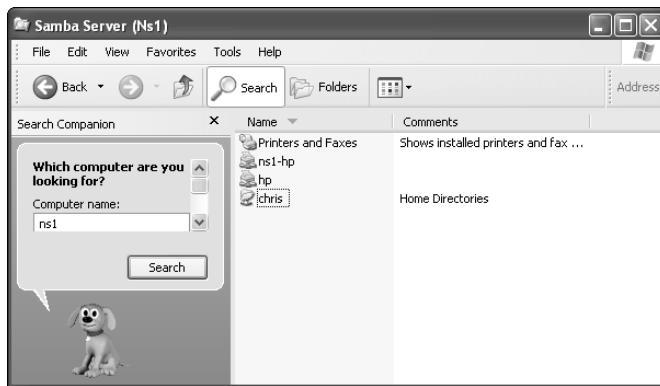 Samba Server (Ns1)
File Edit View Favorites Tools Help
Back Search Folders Address
Search Companion
Name Comments
Which computer are you
looking for?
Computer name:
ns1
Search
Printers and Faxes Shows installed printers and fax ...
ns1-hp
hp
chris Home Directories